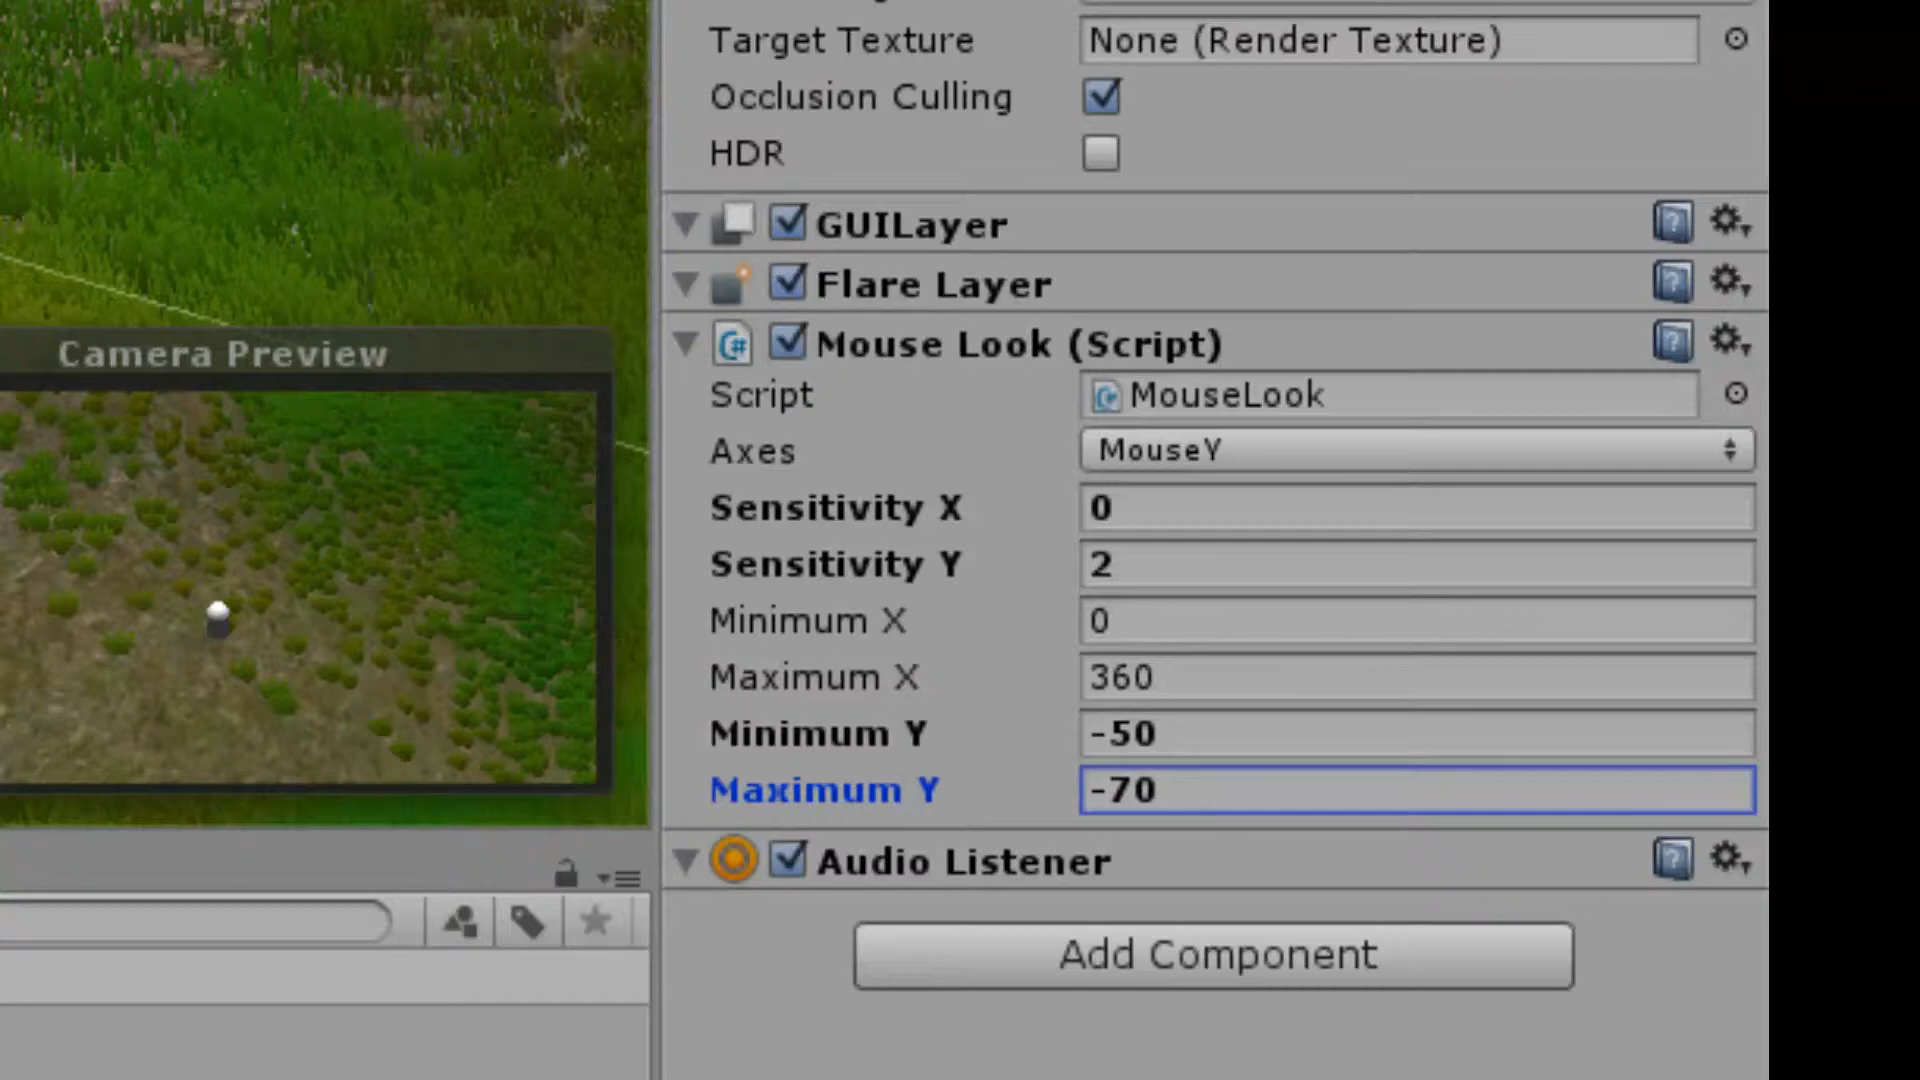 Target Texture None (Render Texture)
Occlusion Culling
HDR
GUILayer
Flare Layer
Camera Preview
Mouse Look (Script)
Script MouseLook
Axes MouseY
Sensitivity X 0
Sensitivity Y 2
Minimum X 0
Maximum X 360
Minimum Y -50
Maximum Y -70
Audio Listener
Add Component